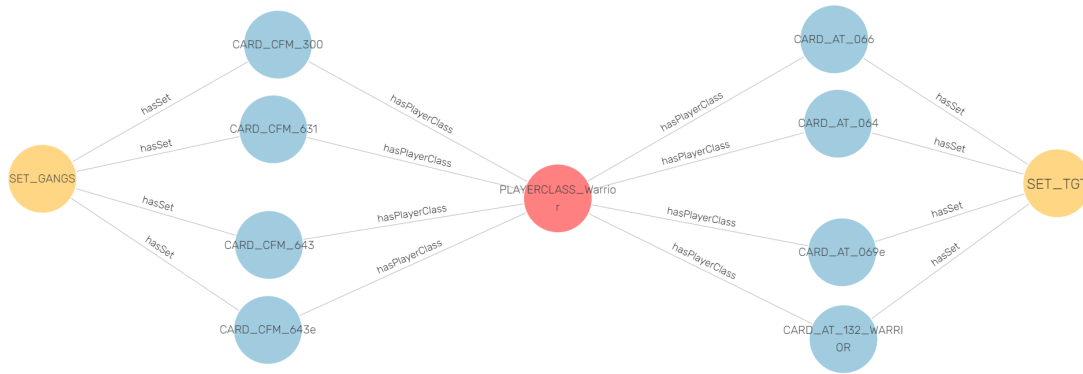 CARD_CFM_300
CARD_AT_066
hasSet
hasPlayerClass
hasPlayerClass
hasSet
CARD_CFM_631
CARD_AT_064
hasSet
hasPlayerClass
hasPlayerClass
hasSet
SET_GANGS
PLAYERCLASS_Warrio
r
SET_TGT
hasSet
hasPlayerClass
hasPlayerClass
hasSet
CARD_CFM_643
CARD_AT_069e
hasSet
hasPlayerClass
hasPlayerClass
hasSet
CARD_CFM_643e
CARD_AT_132_WARRI
OR